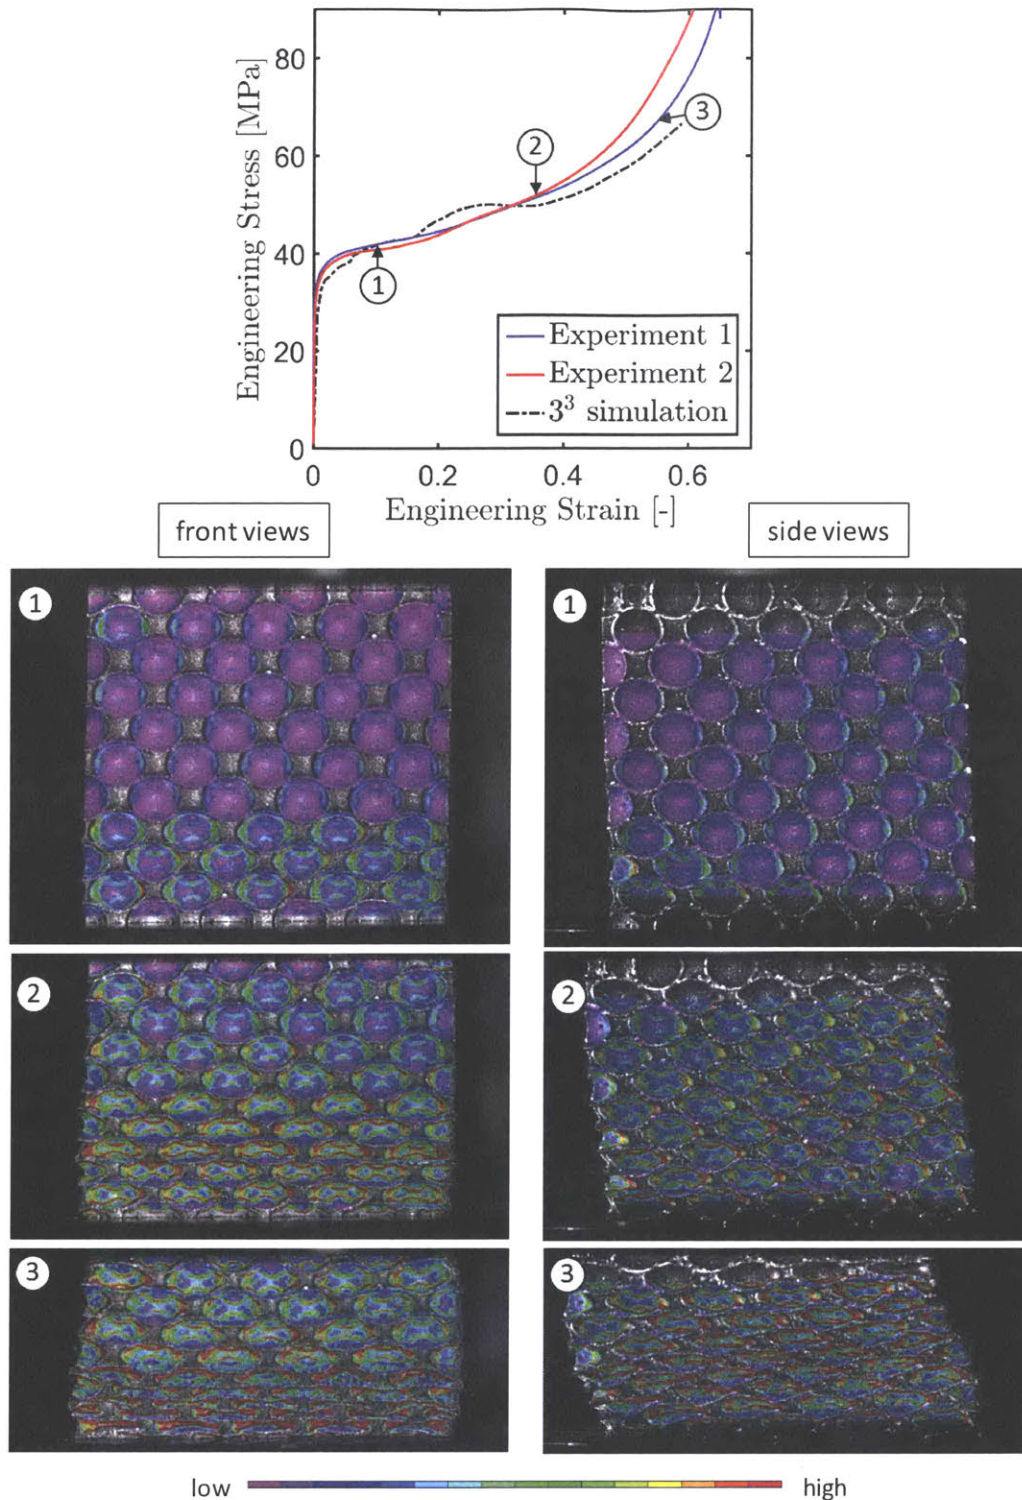 80
60
40
20
0
Engineering Stress [MPa]
3
2
1
Experiment 1
Experiment 2
3³ simulation
0
0.2
0.4
0.6
Engineering Strain [-]
front views
side views
1
1
2
2
3
3
low
high